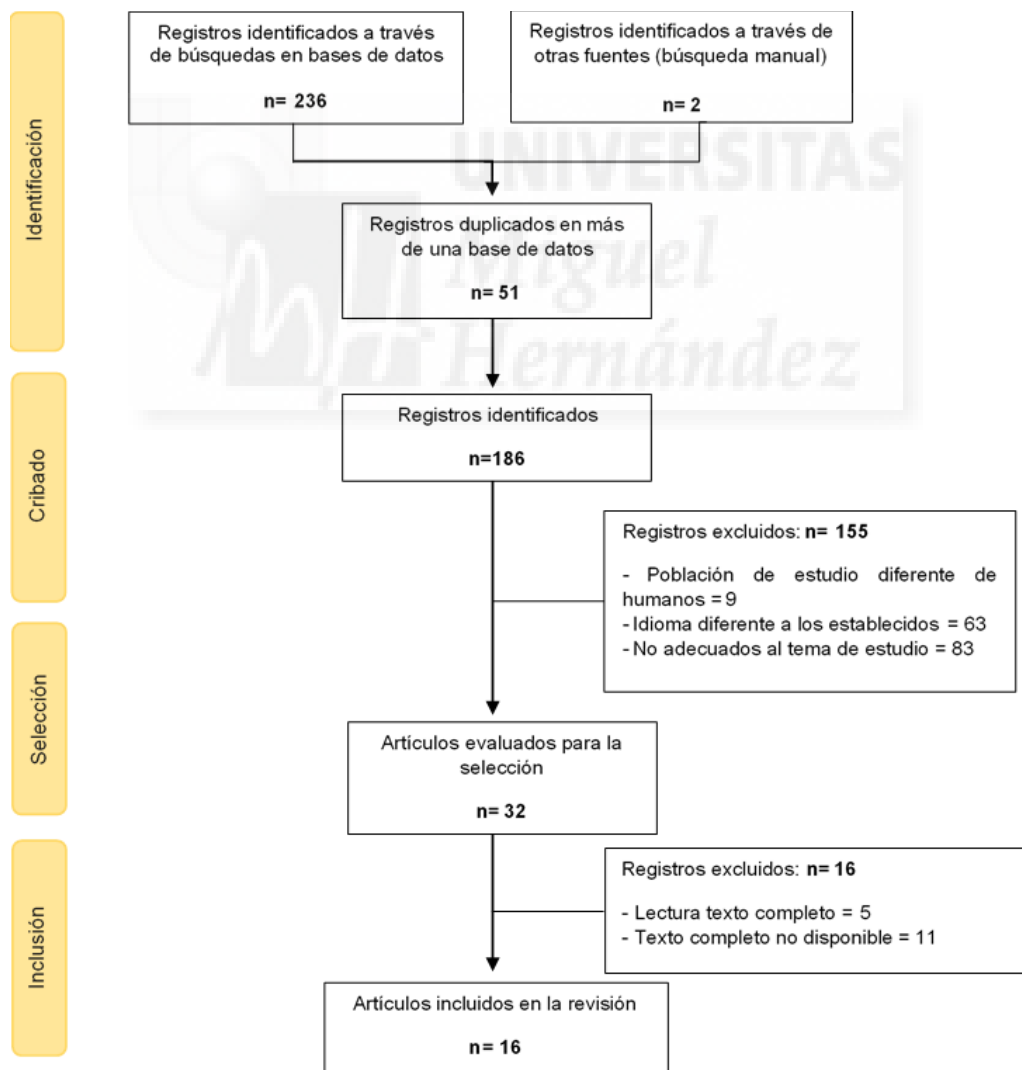 Registros identificados a través
de búsquedas en bases de datos
n= 236
Registros identificados a través de
otras fuentes (búsqueda manual)
n= 2
Identificación
UNIVERSITAS
Miguel
Hernández
Registros duplicados en más
de una base de datos
n= 51
Cribado
Registros identificados
n=186
Registros excluidos: n= 155
- Población de estudio diferente de
humanos = 9
- Idioma diferente a los establecidos = 63
- No adecuados al tema de estudio = 83
Selección
Artículos evaluados para la
selección
n= 32
Inclusión
Registros excluidos: n= 16
- Lectura texto completo = 5
- Texto completo no disponible = 11
Artículos incluidos en la revisión
n= 16